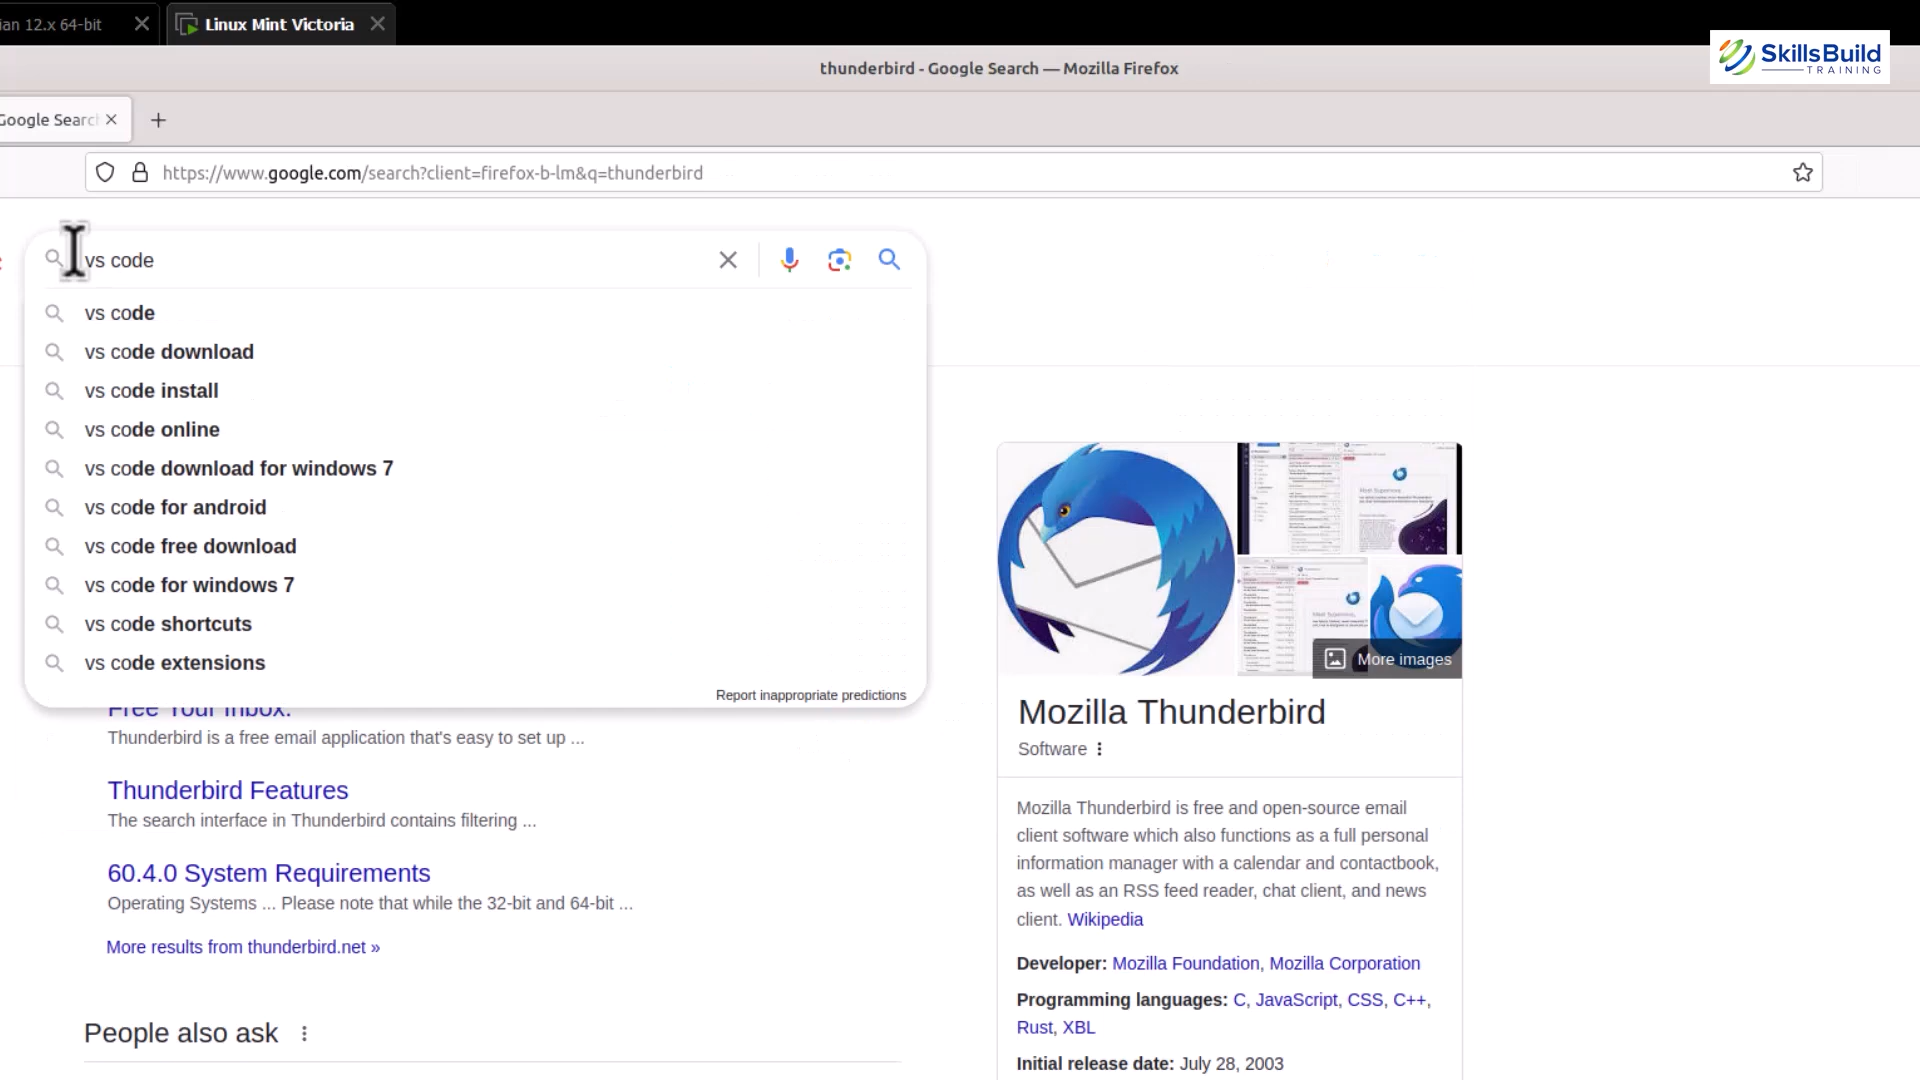 ian 12.x 64-bit
Linux Mint Victoria
SkillsBuild
TRAINING
thunderbird - Google Search — Mozilla Firefox
Google Searc
https://www.google.com/search?client=firefox-b-lm&q=thunderbird
vs code
vs code
vs code download
vs code install
vs code online
vs code download for windows 7
vs code for android
vs code free download
vs code for windows 7
vs code shortcuts
vs code extensions
Report inappropriate predictions
Free Your Inbox.
Thunderbird is a free email application that's easy to set up ...
Thunderbird Features
The search interface in Thunderbird contains filtering ...
60.4.0 System Requirements
Operating Systems ... Please note that while the 32-bit and 64-bit ...
More results from thunderbird.net »
People also ask
More images
Mozilla Thunderbird
Software
Mozilla Thunderbird is free and open-source email
client software which also functions as a full personal
information manager with a calendar and contactbook,
as well as an RSS feed reader, chat client, and news
client. Wikipedia
Developer: Mozilla Foundation, Mozilla Corporation
Programming languages: C, JavaScript, CSS, C++,
Rust, XBL
Initial release date: July 28, 2003